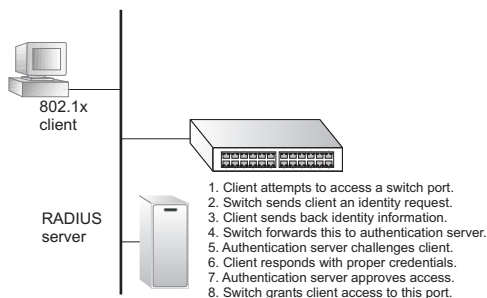 802.1x
client
RADIUS
server
1. Client attempts to access a switch port.
2. Switch sends client an identity request.
3. Client sends back identity information.
4. Switch forwards this to authentication server.
5. Authentication server challenges client.
6. Client responds with proper credentials.
7. Authentication server approves access.
8. Switch grants client access to this port.